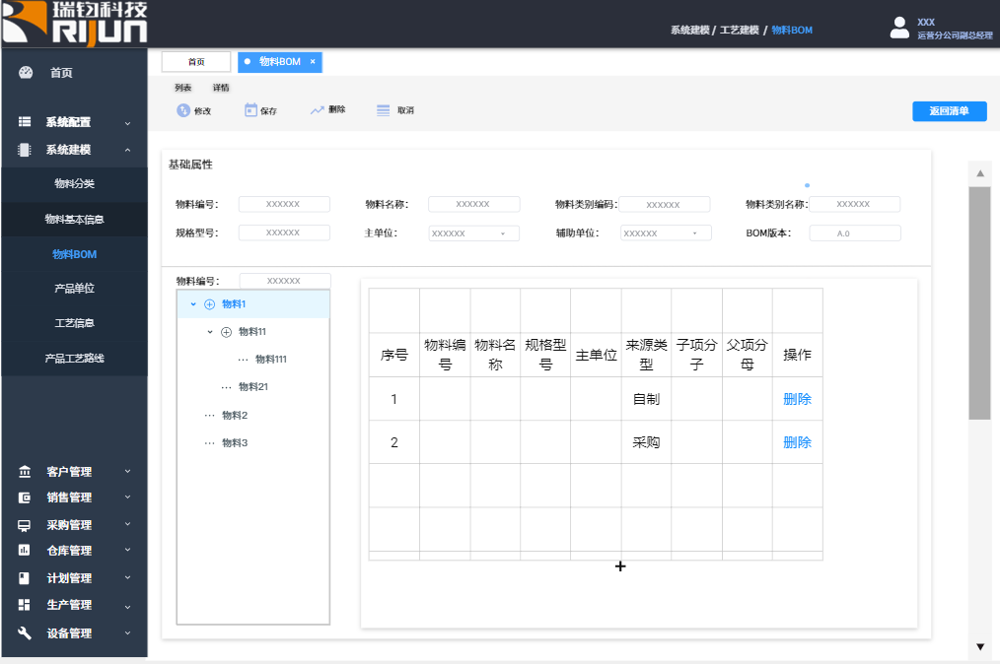 瑞钧科技
RIJUN
系统建模 / 工艺建模 / 物料BOM
XXX
运营分公司副总经理
首页
系统配置
系统建模
物料分类
物料基本信息
物料BOM
产品单位
工艺信息
产品工艺路线
客户管理
销售管理
采购管理
仓库管理
计划管理
生产管理
设备管理
首页
物料BOM ×
列表 详情
修改 保存 删除 取消
返回清单
基础属性
物料编号: XXXXXX 物料名称: XXXXXX 物料类别编码: XXXXXX 物料类别名称: XXXXXX
规格型号: XXXXXX 主单位: XXXXXX 辅助单位: XXXXXX BOM版本: A.0
物料编号: XXXXXX
物料1
物料11
物料111
物料21
物料2
物料3
序号 物料编号 物料名称 规格型号 主单位 来源类型 子项分子 父项分母 操作
1 自制 删除
2 采购 删除
+